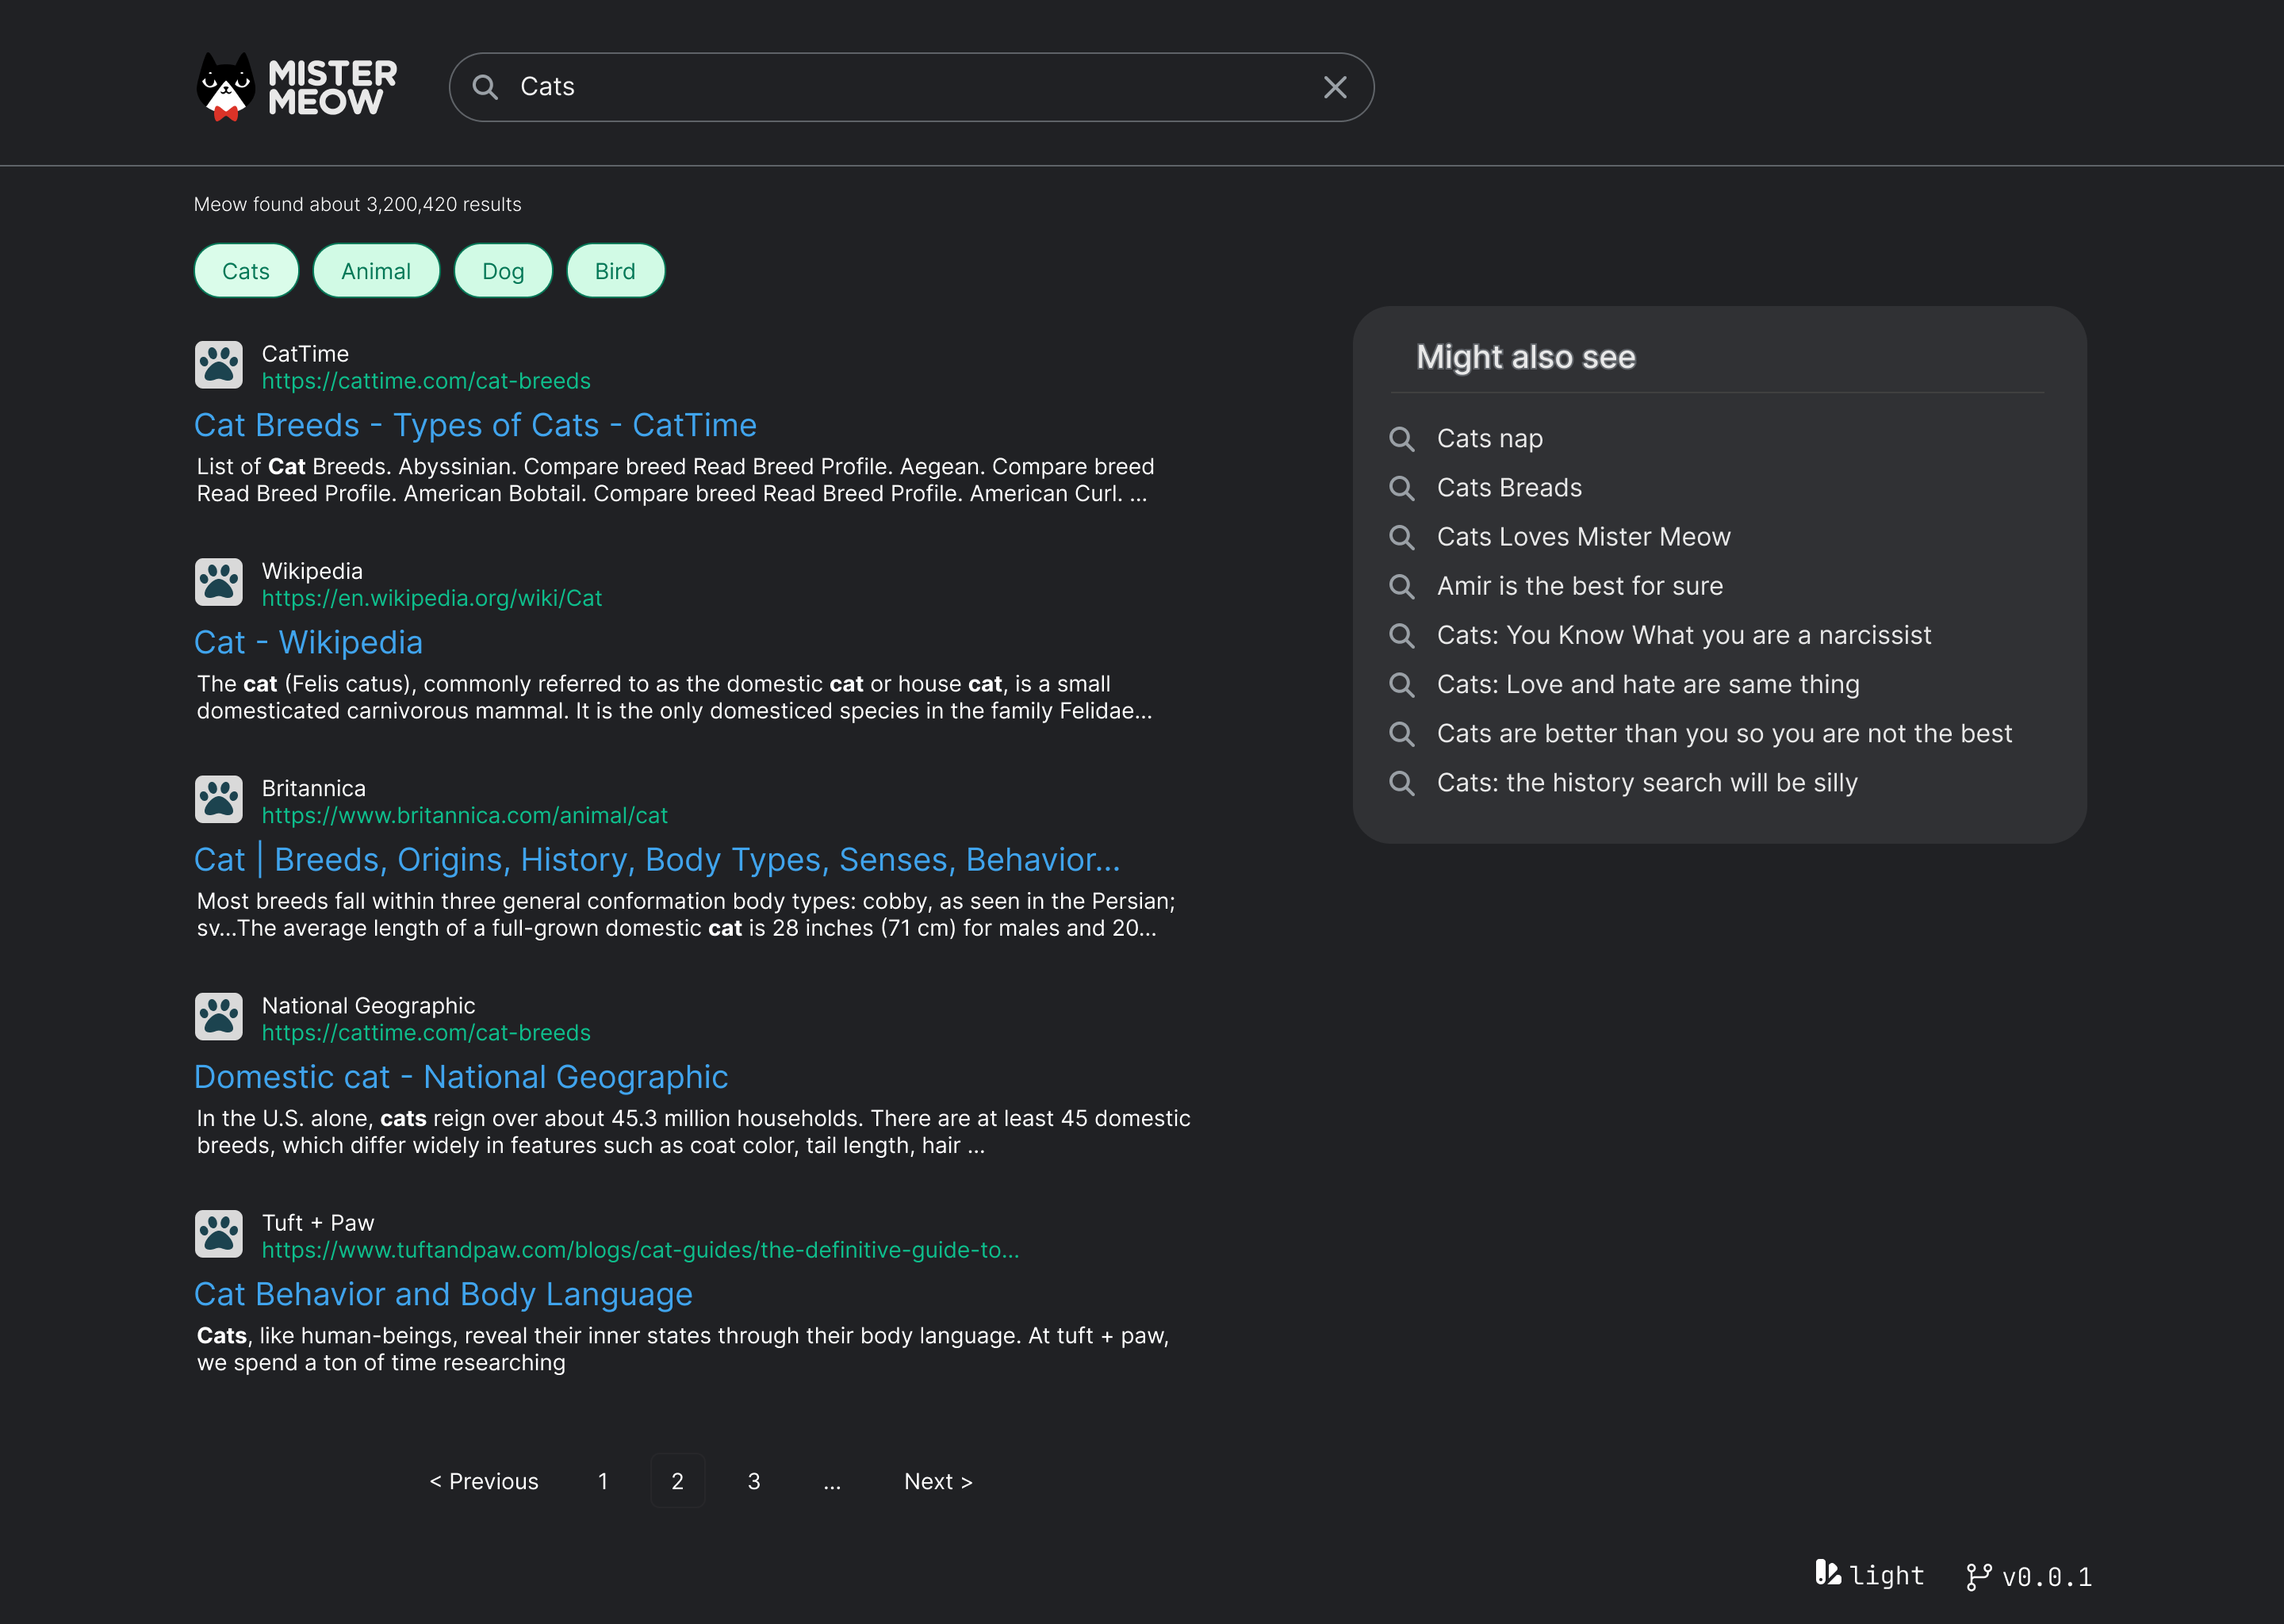 MISTER
MEOW
Cats
Meow found about 3,200,420 results
Cats
Animal
Dog
Bird
CatTime
https://cattime.com/cat-breeds
Cat Breeds - Types of Cats - CatTime
List of Cat Breeds. Abyssinian. Compare breed Read Breed Profile. Aegean. Compare breed
Read Breed Profile. American Bobtail. Compare breed Read Breed Profile. American Curl. ...
Wikipedia
https://en.wikipedia.org/wiki/Cat
Cat - Wikipedia
The cat (Felis catus), commonly referred to as the domestic cat or house cat, is a small
domesticated carnivorous mammal. It is the only domesticed species in the family Felidae...
Britannica
https://www.britannica.com/animal/cat
Cat | Breeds, Origins, History, Body Types, Senses, Behavior...
Most breeds fall within three general conformation body types: cobby, as seen in the Persian;
sv...The average length of a full-grown domestic cat is 28 inches (71 cm) for males and 20...
National Geographic
https://cattime.com/cat-breeds
Domestic cat - National Geographic
In the U.S. alone, cats reign over about 45.3 million households. There are at least 45 domestic
breeds, which differ widely in features such as coat color, tail length, hair ...
Tuft + Paw
https://www.tuftandpaw.com/blogs/cat-guides/the-definitive-guide-to...
Cat Behavior and Body Language
Cats, like human-beings, reveal their inner states through their body language. At tuft + paw,
we spend a ton of time researching
Might also see
Cats nap
Cats Breads
Cats Loves Mister Meow
Amir is the best for sure
Cats: You Know What you are a narcissist
Cats: Love and hate are same thing
Cats are better than you so you are not the best
Cats: the history search will be silly
< Previous 1 2 3 ... Next >
light v0.0.1